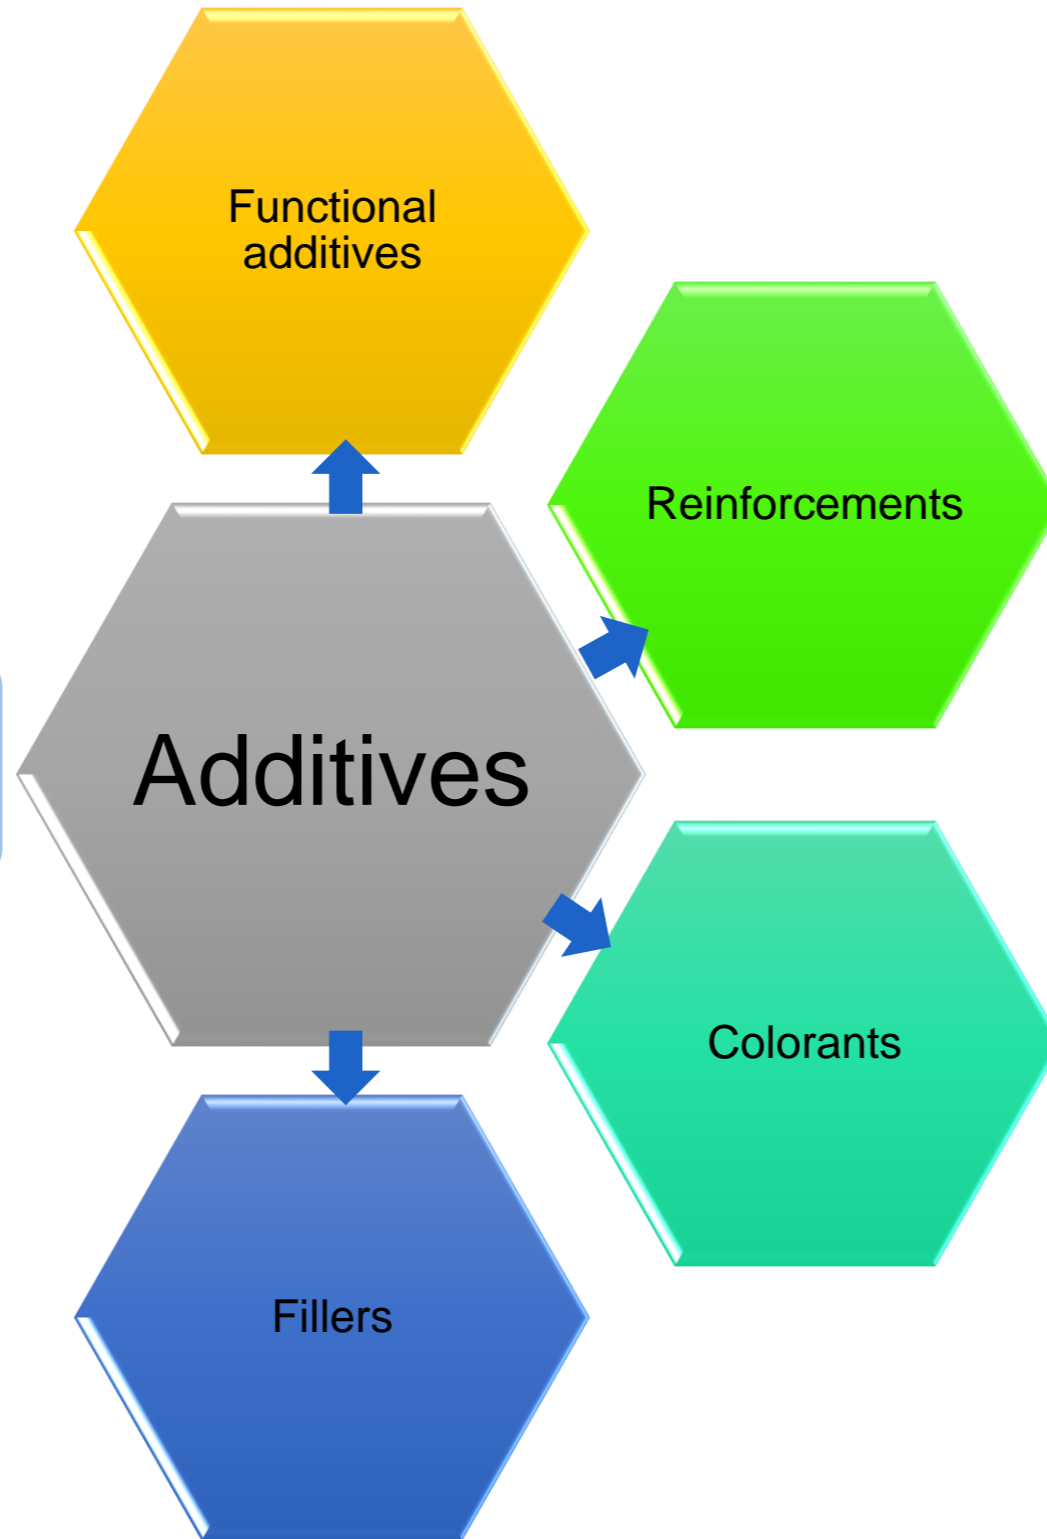 Functional
additives
Reinforcements
Additives
Colorants
Fillers